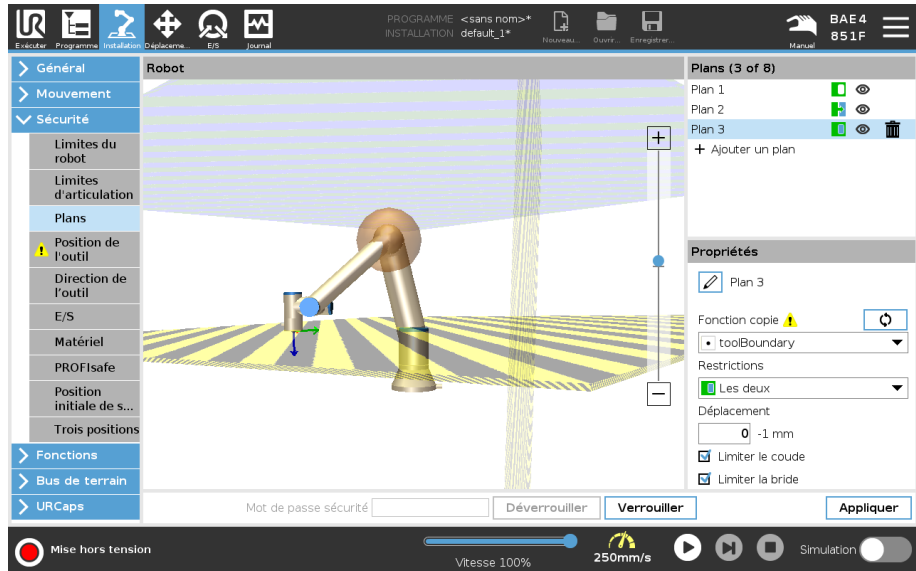 PROGRAMME <sans nom>*
INSTALLATION default_1*
BAE4
851F
Exécuter
Programme
Installation
Déplaceme...
E/S
Journal
Nouveau...
Ouvrir...
Enregistrer...
Manuel
Général
Mouvement
Sécurité
Limites du
robot
Limites
d'articulation
Plans
Position de
l'outil
Direction de
l'outil
E/S
Matériel
PROFIsafe
Position
initiale de s...
Trois positions
Fonctions
Bus de terrain
URCaps
Robot
Plans (3 of 8)
Plan 1
Plan 2
Plan 3
+ Ajouter un plan
Propriétés
Plan 3
Fonction copie
toolBoundary
Restrictions
Les deux
Déplacement
0 -1 mm
Limiter le coude
Limiter la bride
Mot de passe sécurité
Déverrouiller
Verrouiller
Appliquer
Mise hors tension
Vitesse 100%
250mm/s
Simulation